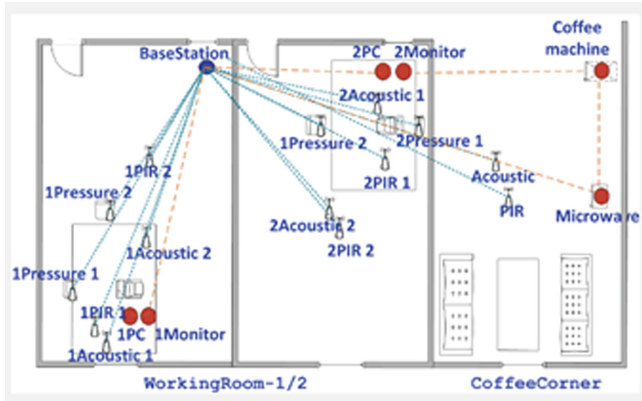 Coffee
machine
BaseStation
2PC 2Monitor
2Acoustic 1
1Pressure 2
2Pressure 1
1PIR 2
2PIR 1
Acoustic
1Pressure 2
PIR
Microwave
2Acoustic 2
1Acoustic 2
2PIR 2
1Pressure 1
1PIR 1
1PC 1Monitor
1Acoustic 1
WorkingRoom-1/2
CoffeeCorner